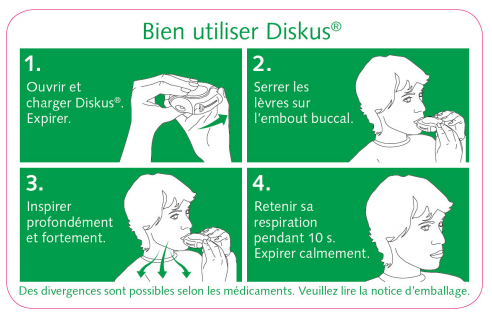 Bien utiliser Diskus®
1.
Ouvrir et
charger Diskus®.
Expirer.
2.
Serrer les
lèvres sur
l'embout buccal.
3.
Inspirer
profondément
et fortement.
4.
Retenir sa
respiration
pendant 10 s.
Expirer calmement.
Des divergences sont possibles selon les médicaments. Veuillez lire la notice d'emballage.